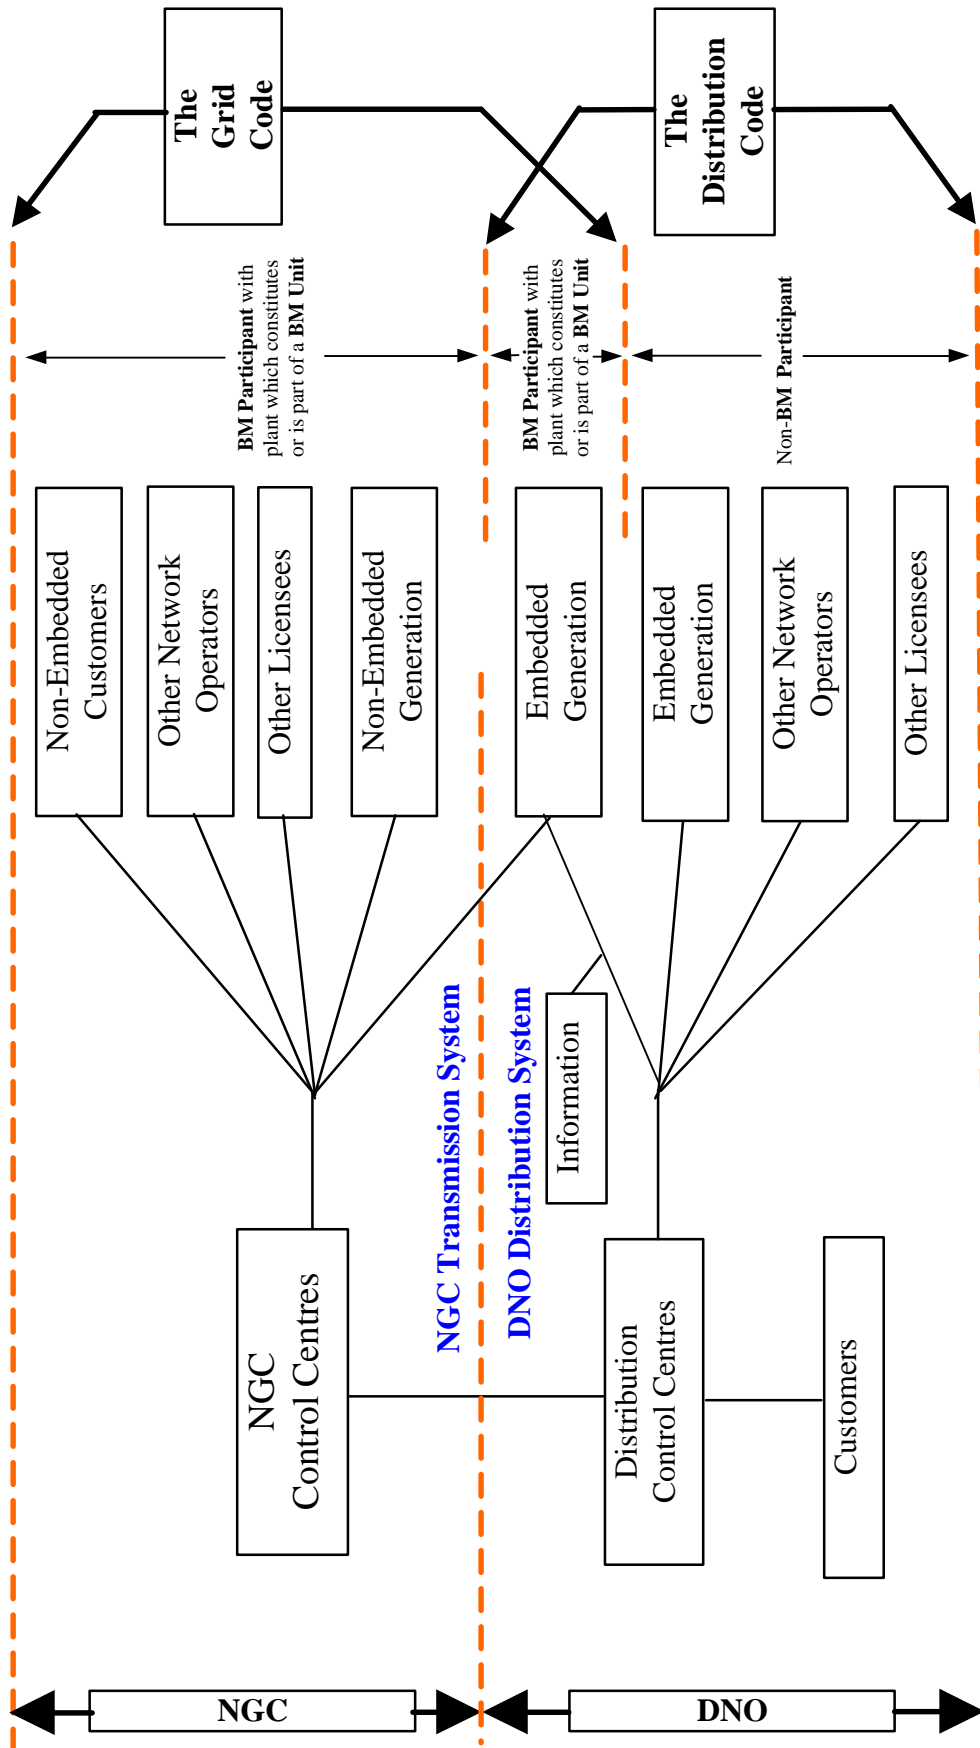 The
Grid
Code
The
Distribution
Code
BM Participant with
plant which constitutes
or is part of a BM Unit
BM Participant with
plant which constitutes
or is part of a BM Unit
Non-BM Participant
Non-Embedded
Customers
Other Network
Operators
Other Licensees
Non-Embedded
Generation
Embedded
Generation
Embedded
Generation
Other Network
Operators
Other Licensees
NGC Transmission System
DNO Distribution System
Information
NGC
Control Centres
Distribution
Control Centres
Customers
NGC
DNO